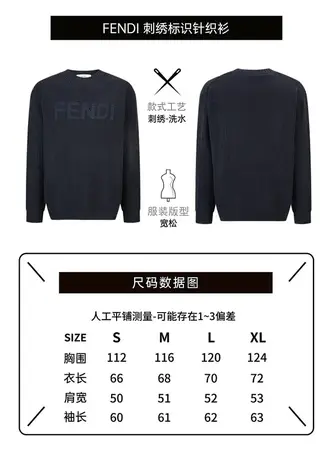 FENDI 刺绣标识针织衫
FENDI
款式工艺
刺绣-洗水
服装版型
宽松
尺码数据图
人工平铺测量-可能存在1~3偏差
SIZE S M L XL
胸围 112 116 120 124
衣长 66 68 70 72
肩宽 50 51 52 53
袖长 60 61 62 63